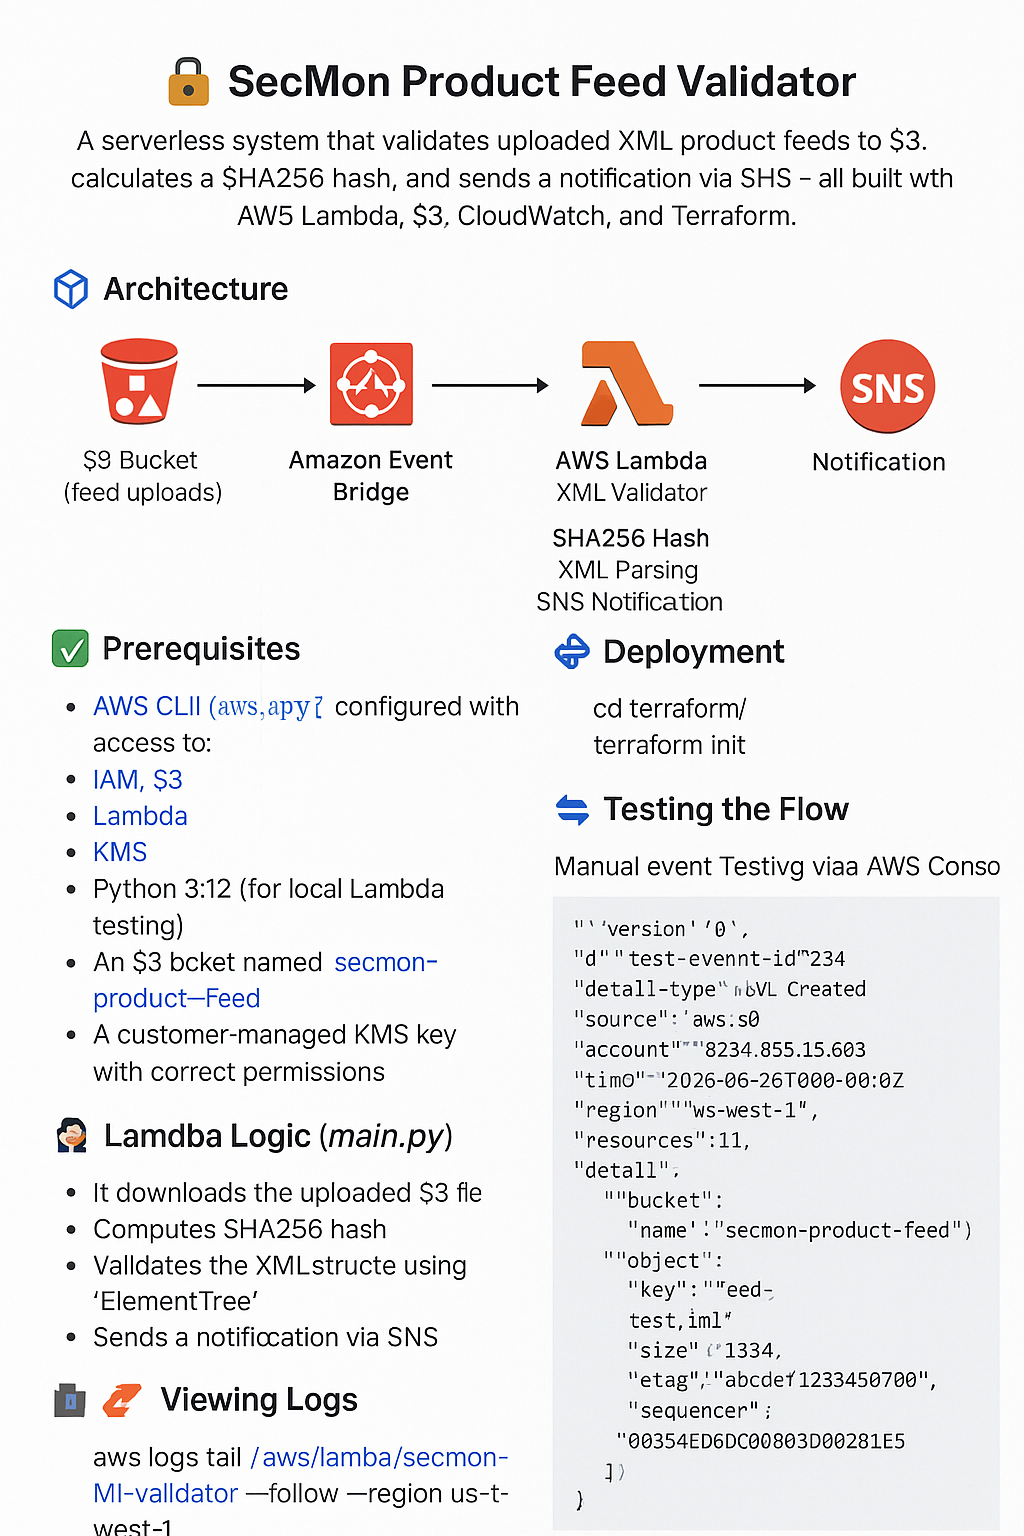 SecMon Product Feed Validator
A serverless system that validates uploaded XML product feeds to $3.
calculates a $HA256 hash, and sends a notification via SHS – all built wth
AW5 Lambda, $3, CloudWatch, and Terraform.
Architecture
$9 Bucket
(feed uploads)
Amazon Event
Bridge
AWS Lambda
XML Validator
SHA256 Hash
XML Parsing
SNS Notification
SNS
Notification
Prerequisites
• AWS CLII (aws,apy configured with
access to:
• IAM, $3
• Lambda
• KMS
• Python 3:12 (for local Lambda
testing)
• An $3 bcket named secmon–
product—Feed
• A customer-managed KMS key
with correct permissions
Lamdba Logic (main.py)
• It downloads the uploaded $3 fle
• Computes SHA256 hash
• Valldates the XMLstructe using
‘ElementTree’
• Sends a notifiocation via SNS
Viewing Logs
aws logs tail /aws/lamba/secmon-
MI-valldator —follow —region us-t-
west-1
Deployment
cd terraform/
terraform init
Testing the Flow
Manual event Testivg viaa AWS Conso
version '0',
"d" " test-evennt-id"234
"detall-type" Created
"source": 'aws.s0
"account" "8234.855.15.603
"timO" "2026-06-26T000-00:0Z
"region"""ws-west-1",
"resources":11,
"detall",
""bucket":
"name' '"secmon-product-feed")
""object":
"key":""eed-
test,iml"
"size" 1334,
"etag" "abcdef1233450700",
"sequencer" ;
"00354ED6DC00803D00281E5
])
}